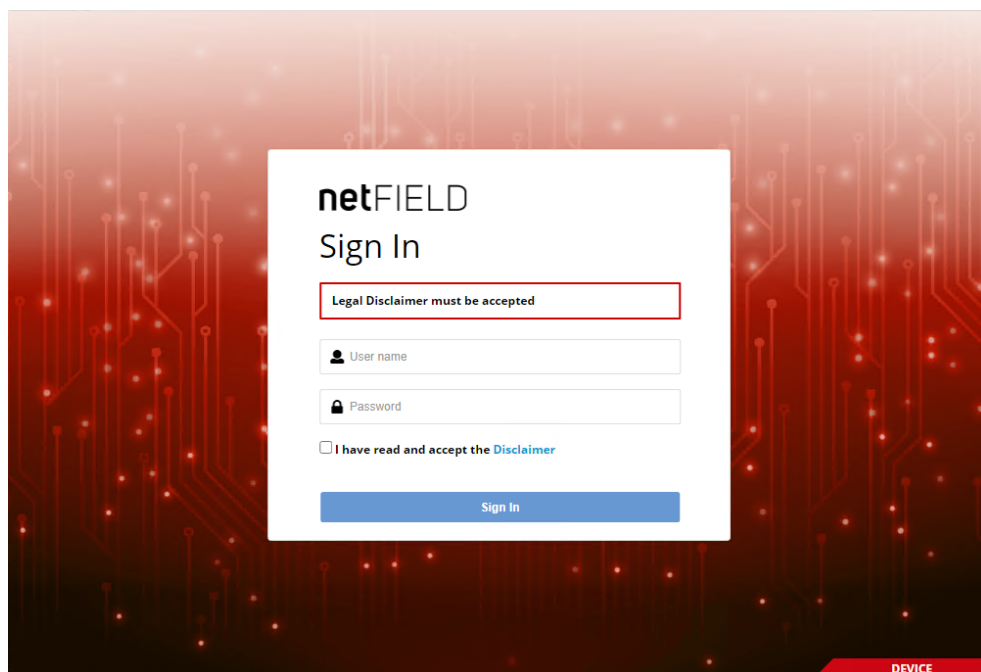 netFIELD
Sign In
Legal Disclaimer must be accepted
User name
Password
I have read and accept the Disclaimer
Sign In
DEVICE